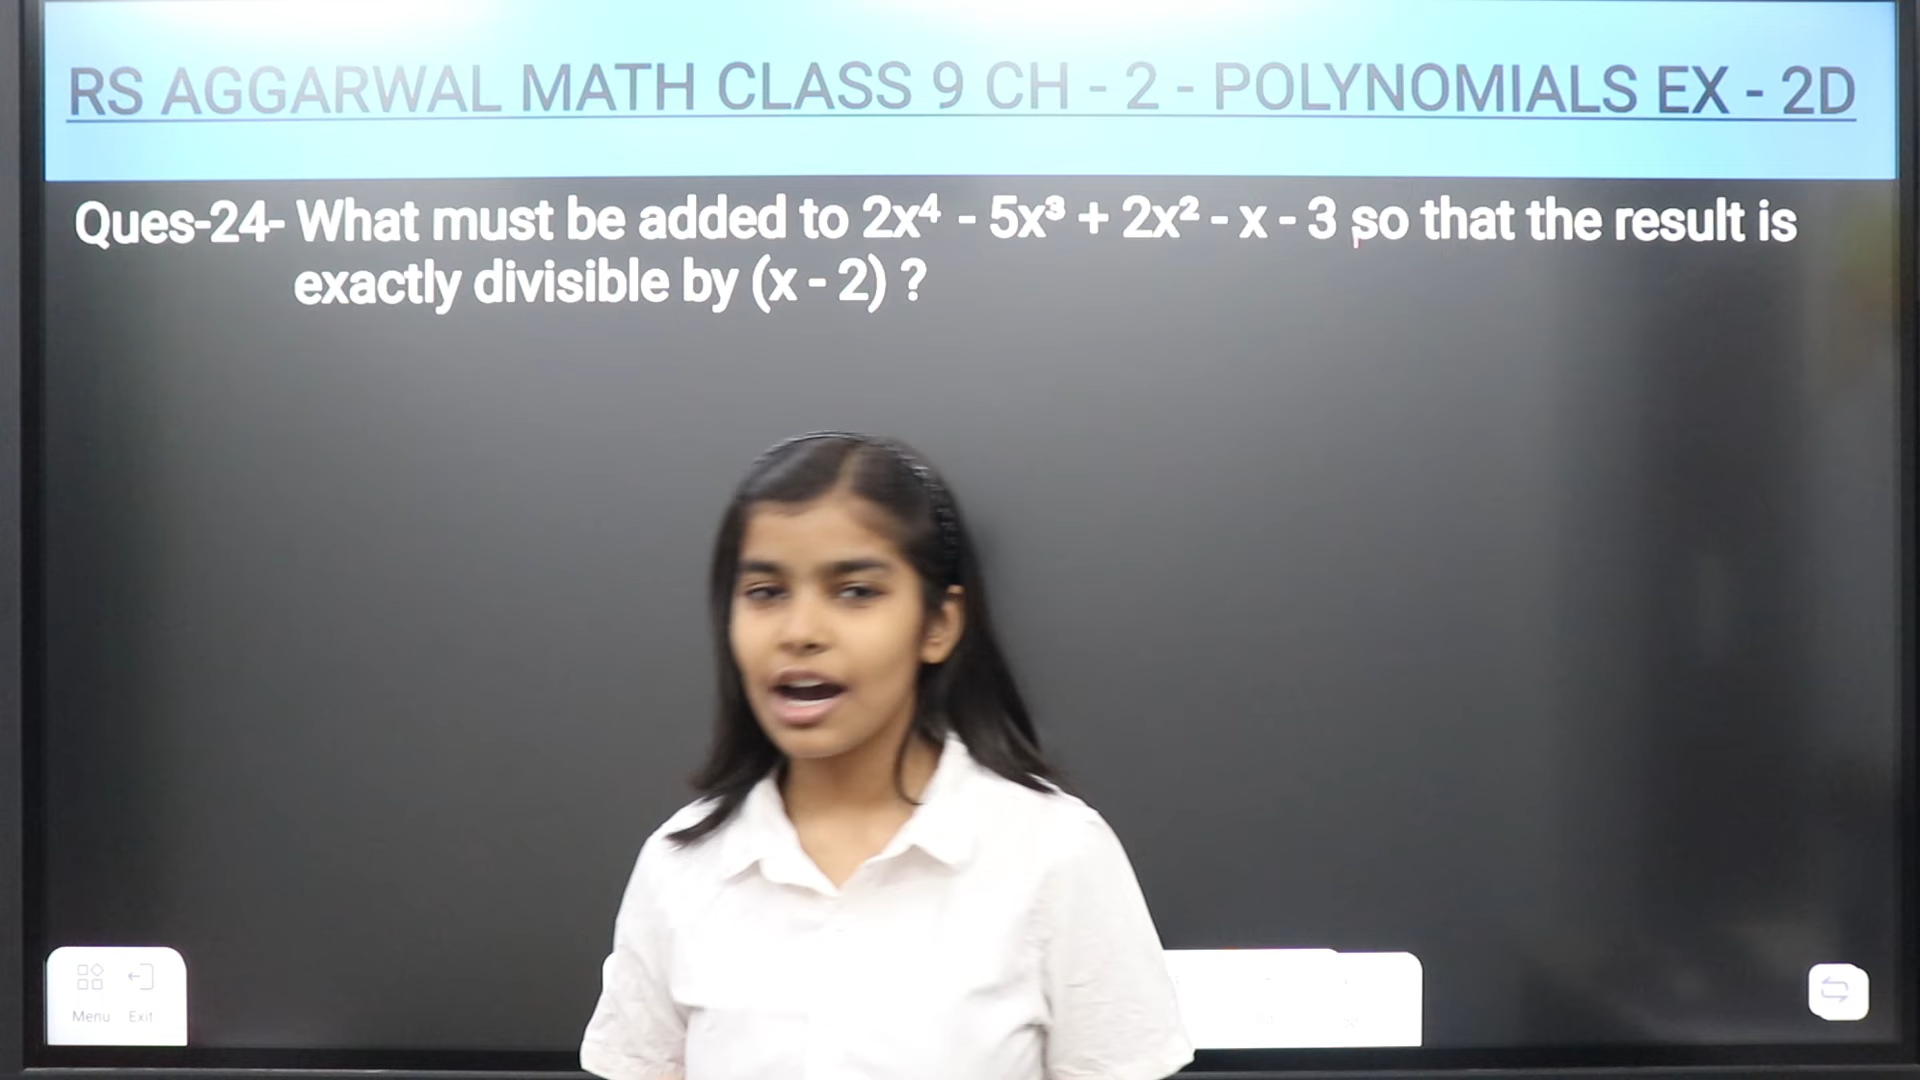 RS AGGARWAL MATH CLASS 9 CH - 2 - POLYNOMIALS EX - 2D
Ques-24- What must be added to 2x⁴ - 5x³ + 2x² - x - 3 so that the result is
exactly divisible by (x - 2) ?
Menu Exit